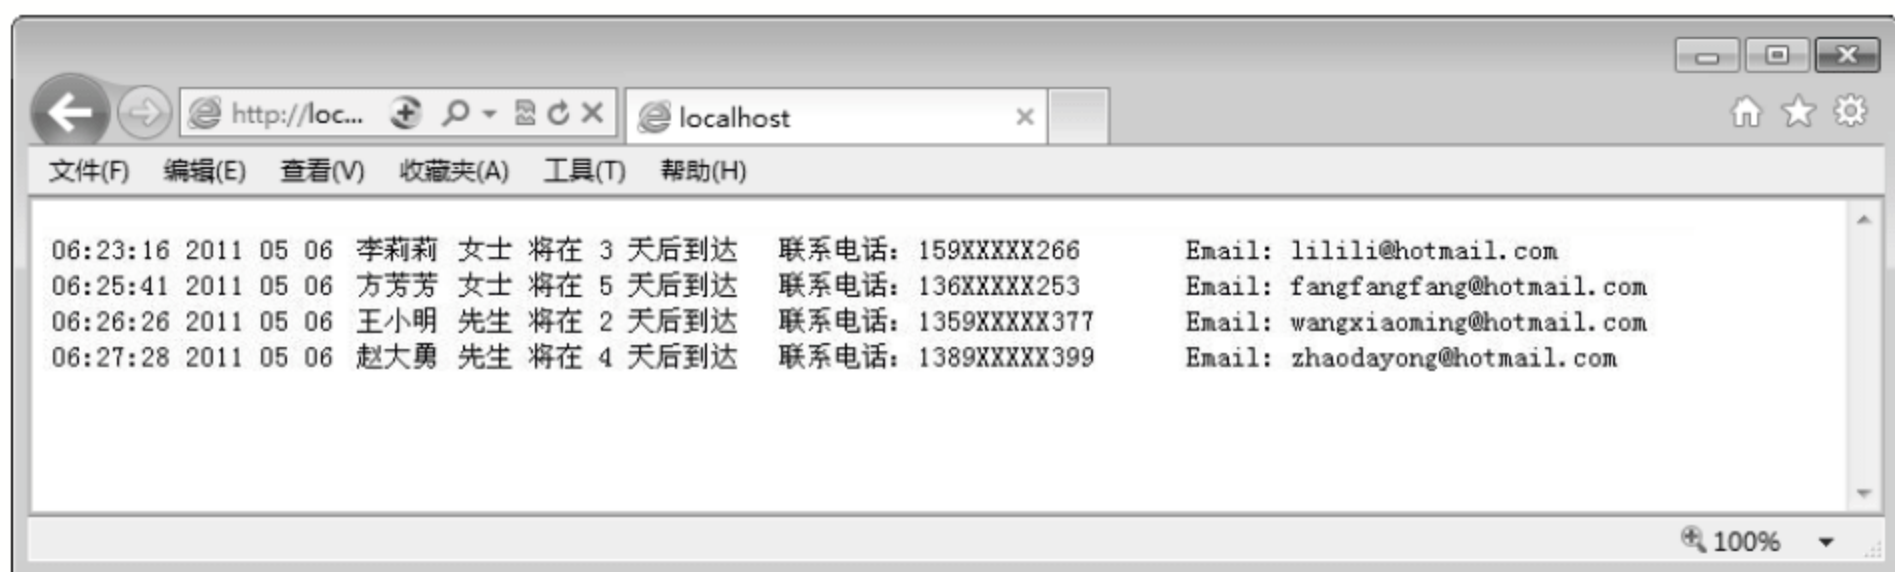 http://loc...
localhost
文件(F) 编辑(E) 查看(V) 收藏夹(A) 工具(T) 帮助(H)
06:23:16 2011 05 06 李莉莉 女士 将在 3 天后到达 联系电话：159XXXXX266 Email: lilili@hotmail.com
06:25:41 2011 05 06 方芳芳 女士 将在 5 天后到达 联系电话：136XXXXX253 Email: fangfangfang@hotmail.com
06:26:26 2011 05 06 王小明 先生 将在 2 天后到达 联系电话：1359XXXXX377 Email: wangxiaoming@hotmail.com
06:27:28 2011 05 06 赵大勇 先生 将在 4 天后到达 联系电话：1389XXXXX399 Email: zhaodayong@hotmail.com
100%